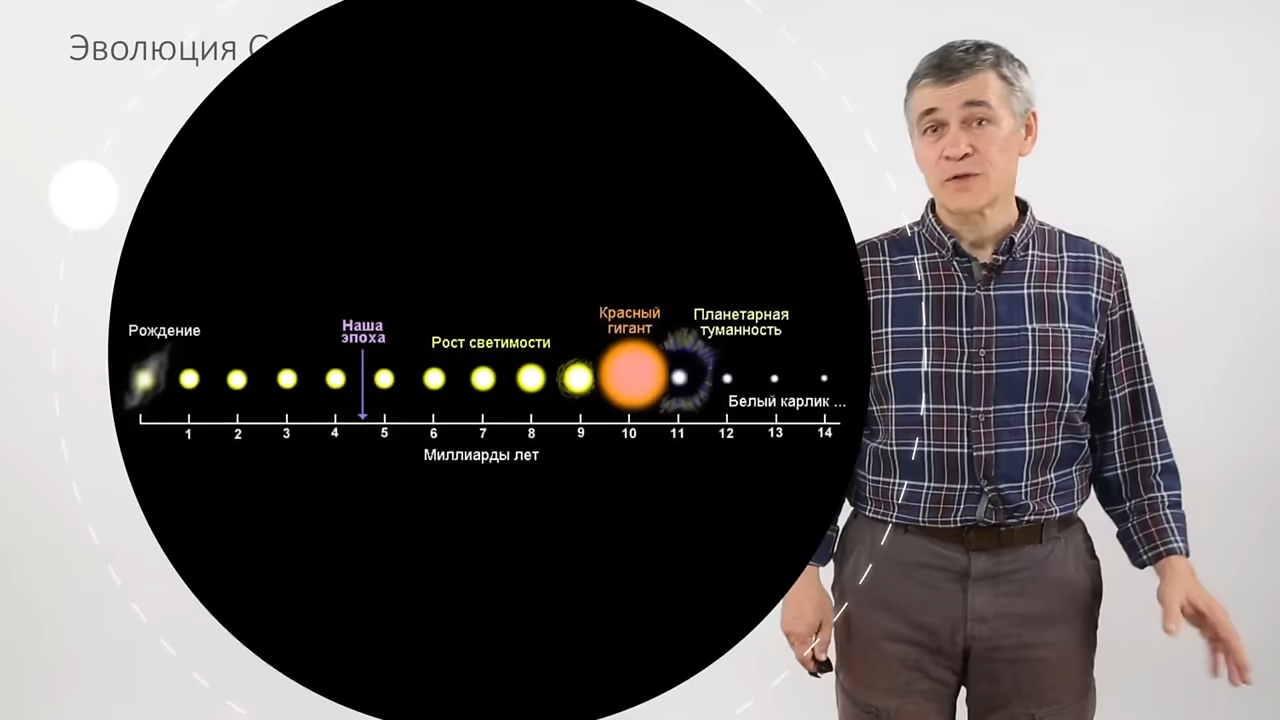 Эволюция
Рождение
Наша
эпоха
Рост светимости
Красный
гигант
Планетарная
туманность
Белый карлик ...
1 2 3 4 5 6 7 8 9 10 11 12 13 14
Миллиарды лет